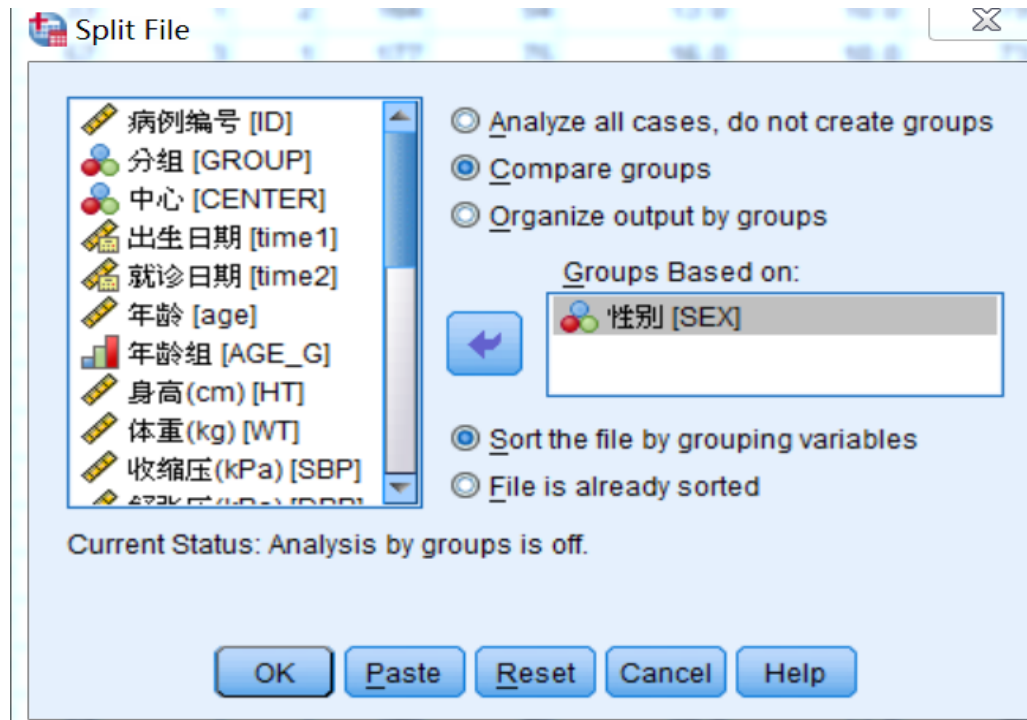 Split File
病例编号 [ID]
分组 [GROUP]
中心 [CENTER]
出生日期 [time1]
就诊日期 [time2]
年龄 [age]
年龄组 [AGE_G]
身高(cm) [HT]
体重(kg) [WT]
收缩压(kPa) [SBP]
Analyze all cases, do not create groups
Compare groups
Organize output by groups
Groups Based on:
性别 [SEX]
Sort the file by grouping variables
File is already sorted
Current Status: Analysis by groups is off.
OK Paste Reset Cancel Help